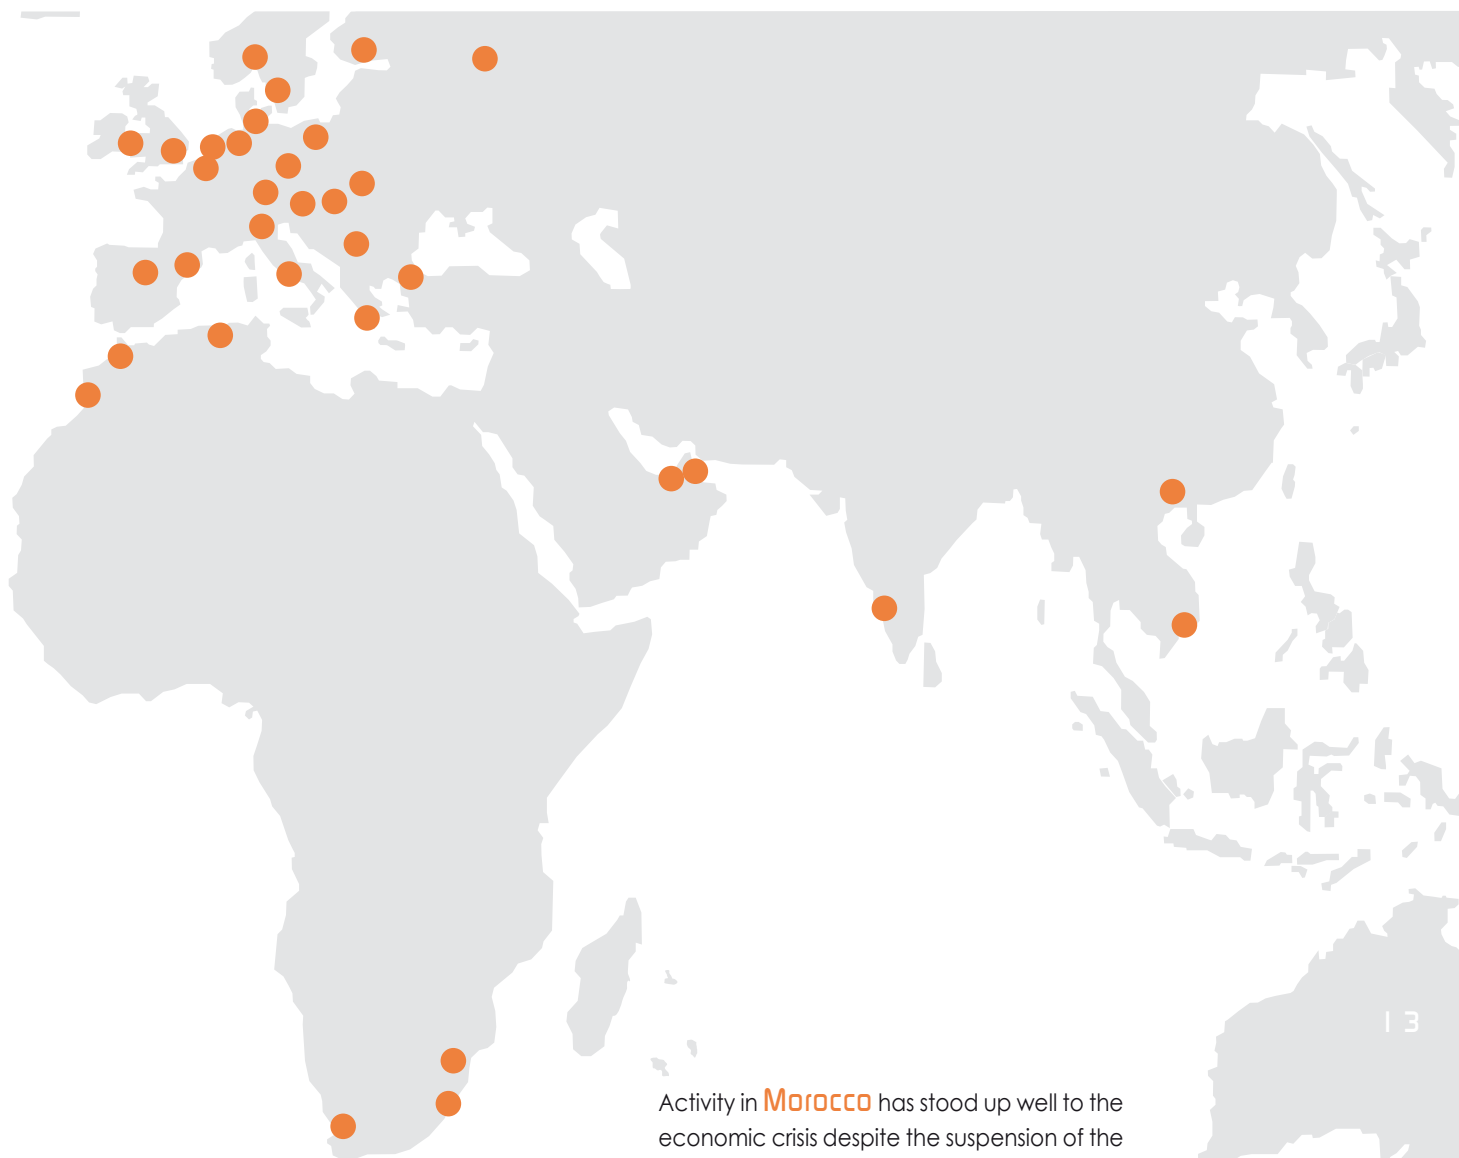 13
Activity in Morocco has stood up well to the
economic crisis despite the suspension of the